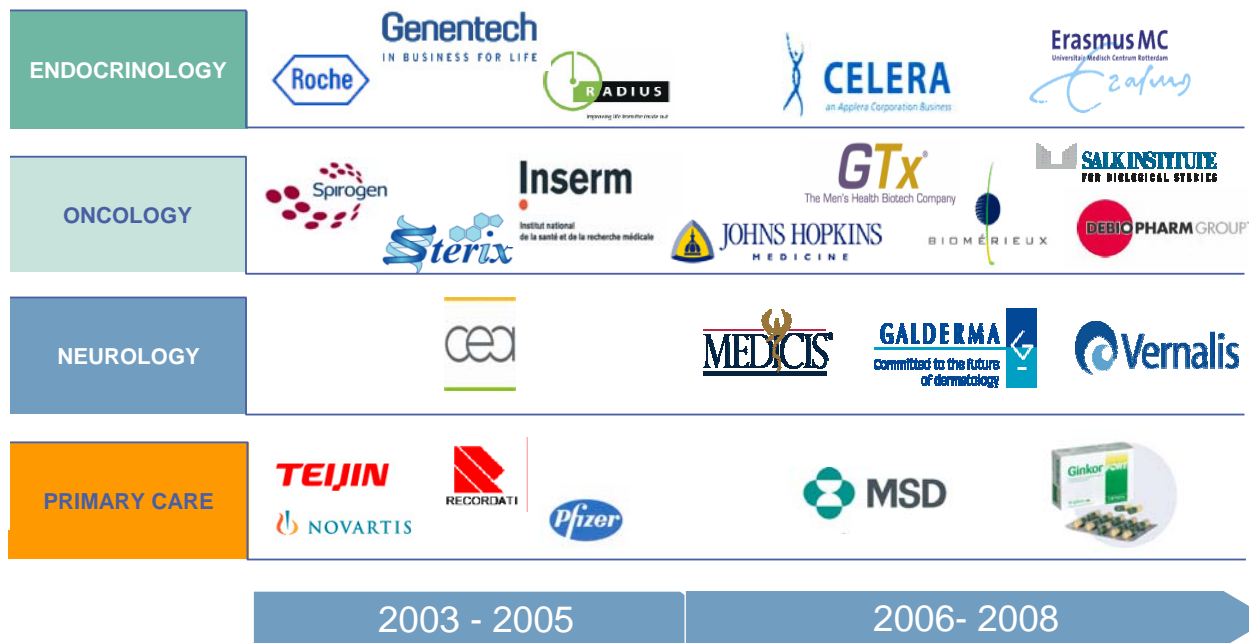 ENDOCRINOLOGY
Roche
Genentech
IN BUSINESS FOR LIFE
RADIUS
CELERA
an Applera Corporation Business
Erasmus MC
Universitair Medisch Centrum Rotterdam
Erasmus
ONCOLOGY
Spirogen
Sterix
Inserm
Institut national
de la santé et de la recherche médicale
GTx®
The Men's Health Biotech Company
JOHNS HOPKINS
MEDICINE
BIOMÉRIEUX
SALK INSTITUTE
FOR BIOLOGICAL STUDIES
DEBIOPHARM GROUP
NEUROLOGY
cea
MEDICIS
GALDERMA
Committed to the future
of dermatology
Vernalis
PRIMARY CARE
TEIJIN
NOVARTIS
RECORDATI
Pfizer
MSD
Ginkor FORT
2003 - 2005
2006- 2008